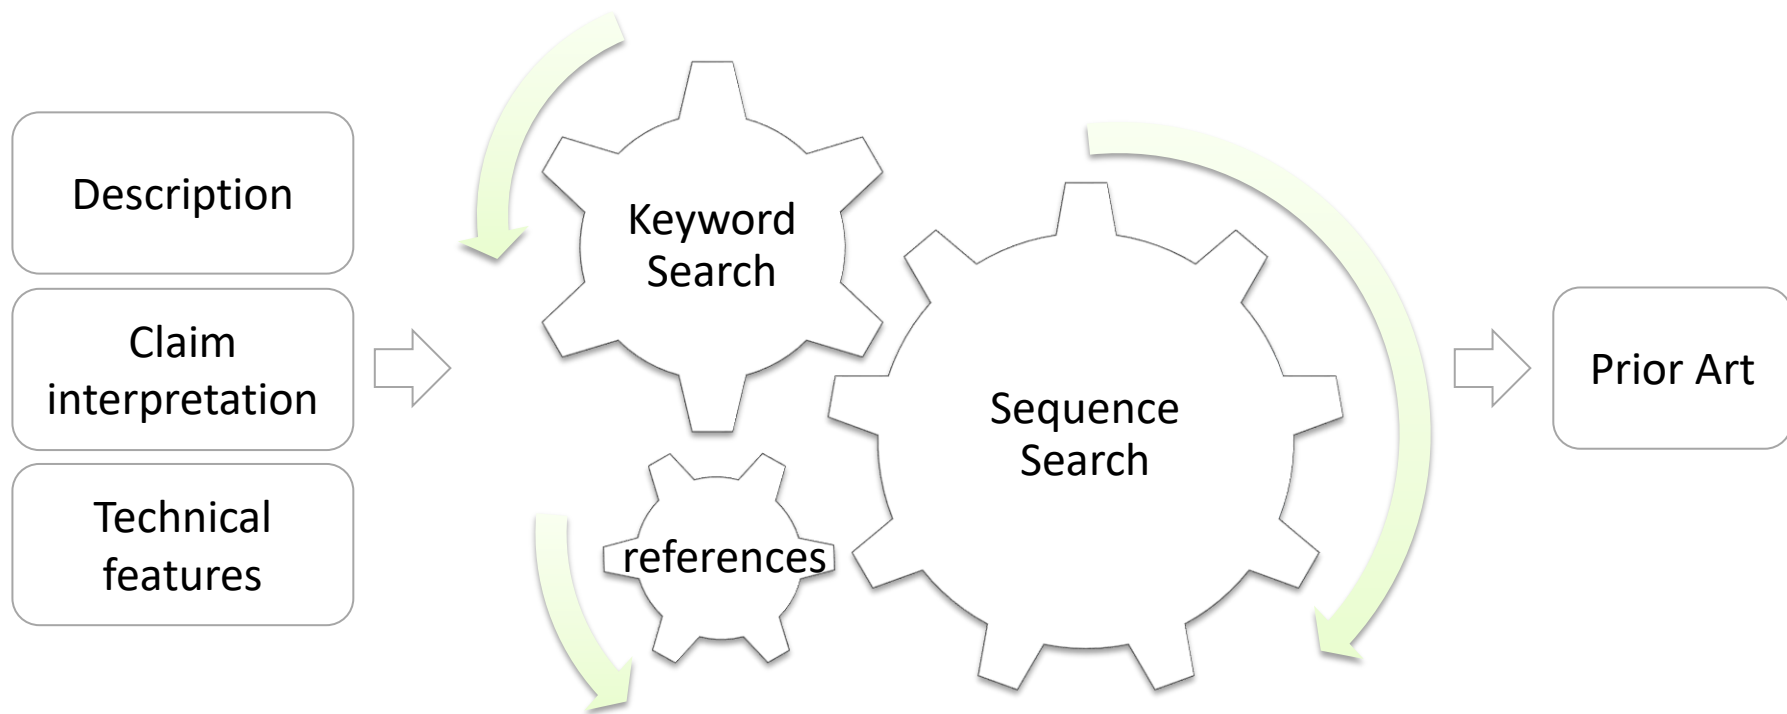 Description
Claim
interpretation
Technical
features
Keyword
Search
references
Sequence
Search
Prior Art